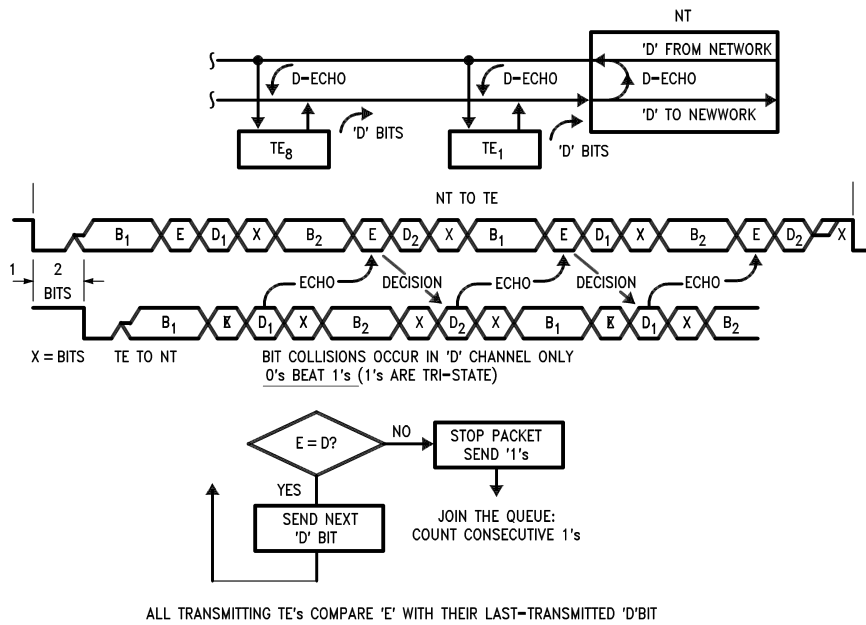 NT
'D' FROM NETWORK
D-ECHO D-ECHO D-ECHO
'D' TO NEWWORK
'D' BITS 'D' BITS
TE8 TE1
NT TO TE
B1 E D1 X B2 E D2 X B1 E D1 X B2 E D2 X
1 2
BITS
ECHO DECISION ECHO DECISION ECHO
B1 D1 X B2 X D2 X B1 D1 X B2
X = BITS TE TO NT BIT COLLISIONS OCCUR IN 'D' CHANNEL ONLY
0's BEAT 1's (1's ARE TRI-STATE)
E = D?
NO
STOP PACKET
SEND '1's
YES
SEND NEXT
'D' BIT
JOIN THE QUEUE:
COUNT CONSECUTIVE 1's
ALL TRANSMITTING TE's COMPARE 'E' WITH THEIR LAST-TRANSMITTED 'D'BIT